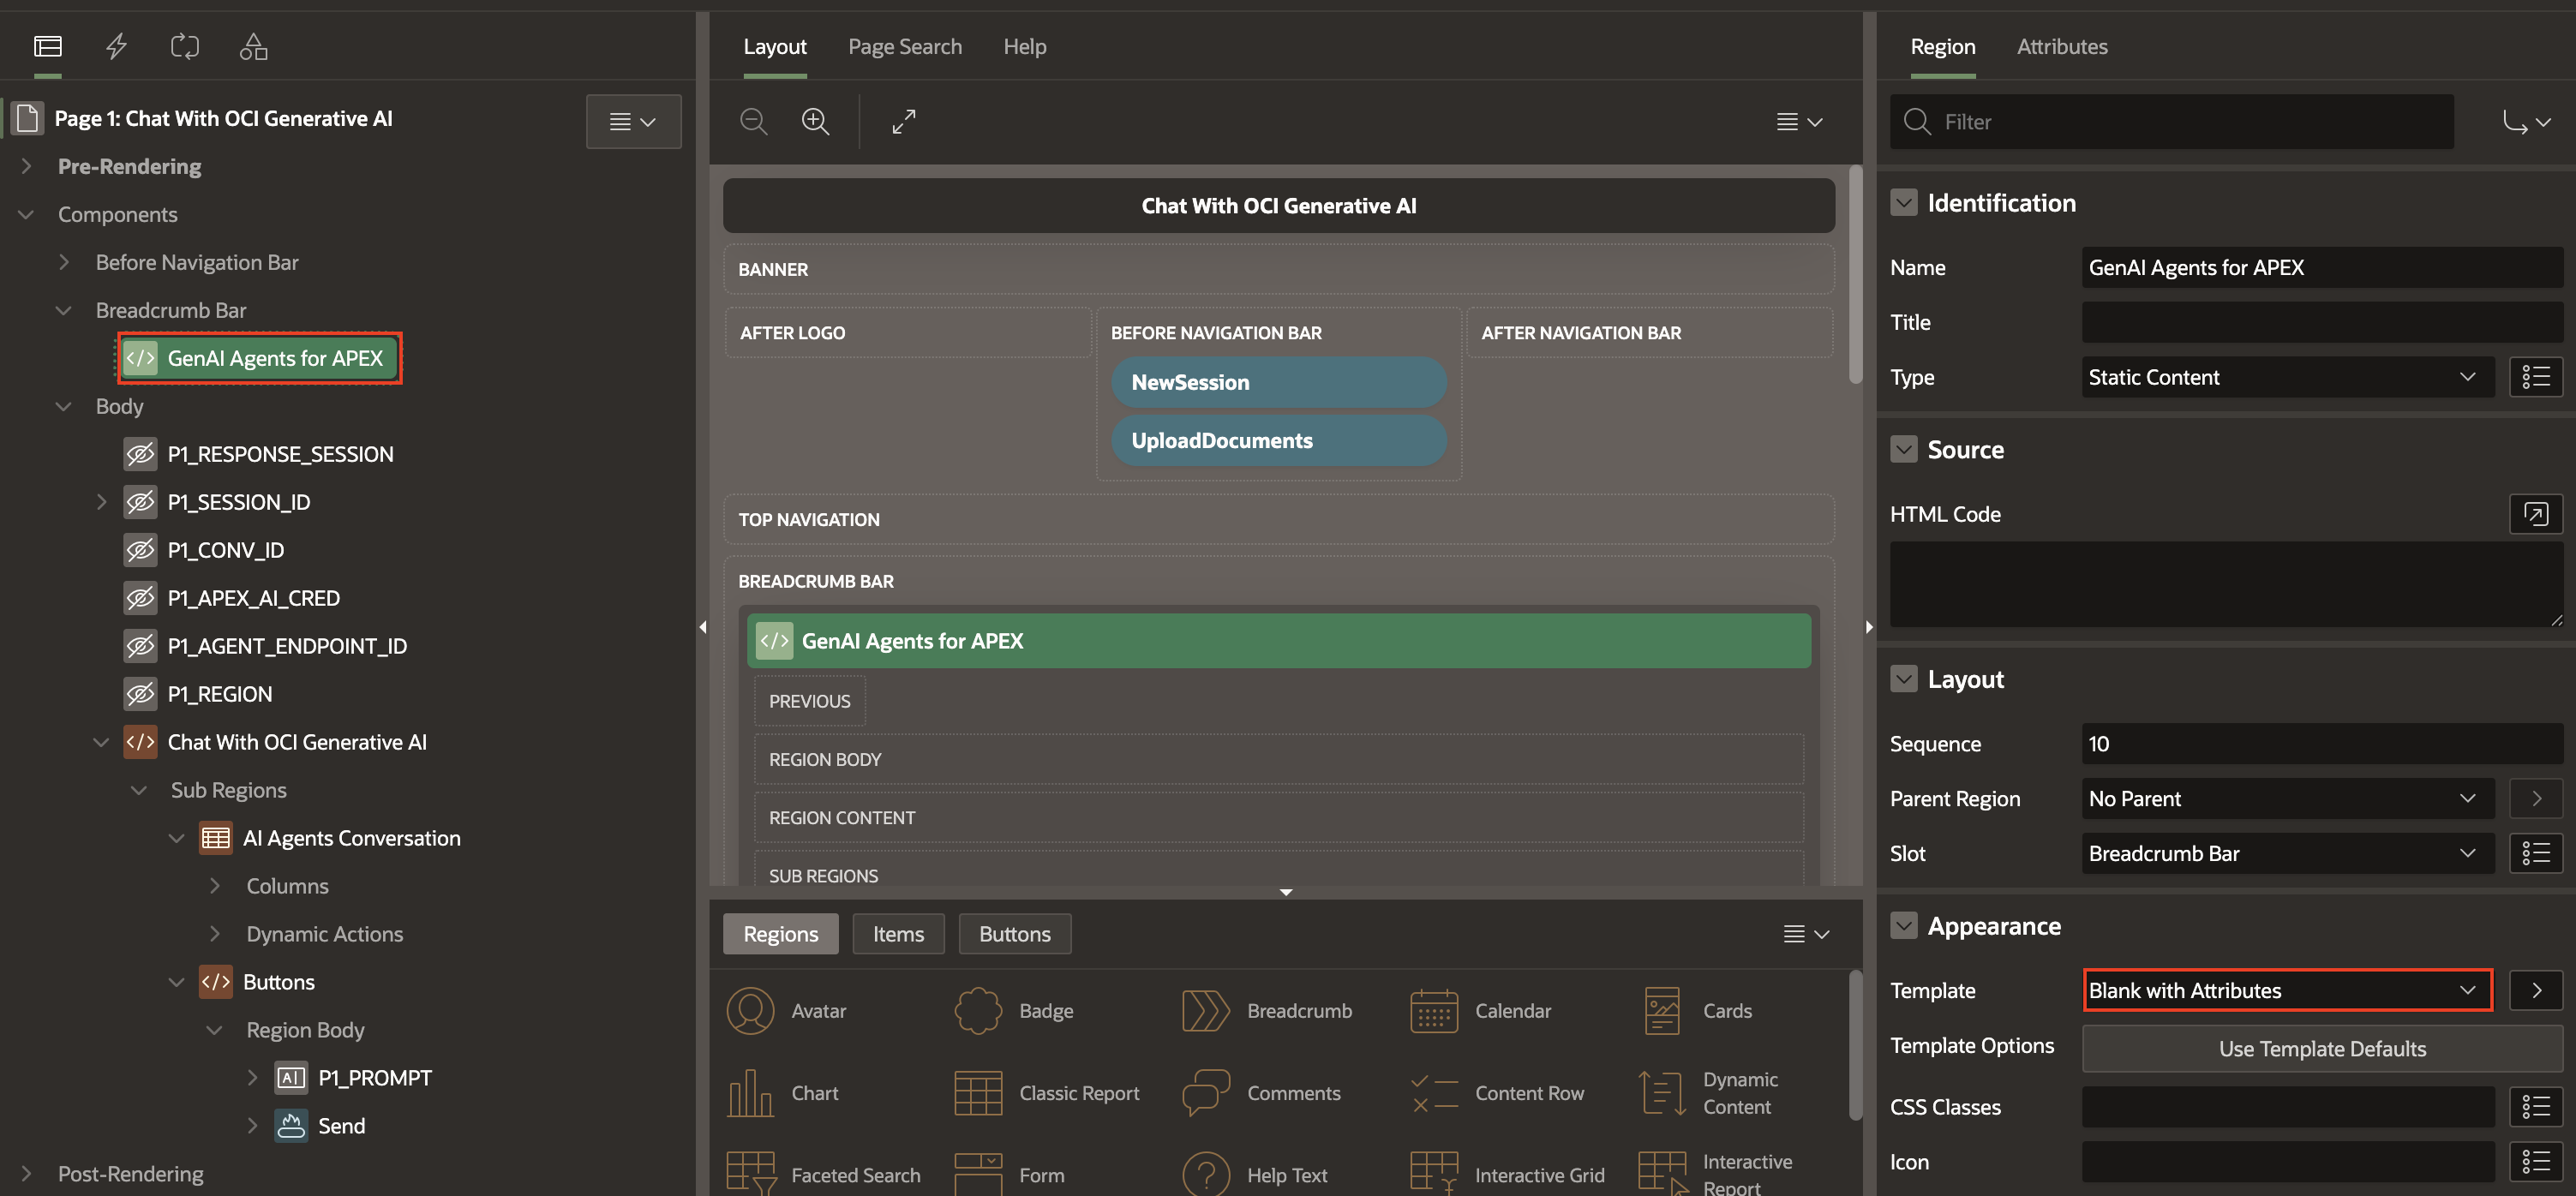 Page 1: Chat With OCI Generative AI
Pre-Rendering
Components
Before Navigation Bar
Breadcrumb Bar
GenAI Agents for APEX
Body
P1_RESPONSE_SESSION
P1_SESSION_ID
P1_CONV_ID
P1_APEX_AI_CRED
P1_AGENT_ENDPOINT_ID
P1_REGION
Chat With OCI Generative AI
Sub Regions
AI Agents Conversation
Columns
Dynamic Actions
Buttons
Region Body
P1_PROMPT
Send
Post-Rendering
Layout Page Search Help
Chat With OCI Generative AI
BANNER
AFTER LOGO BEFORE NAVIGATION BAR AFTER NAVIGATION BAR
NewSession
UploadDocuments
TOP NAVIGATION
BREADCRUMB BAR
GenAI Agents for APEX
PREVIOUS
REGION BODY
REGION CONTENT
SUB REGIONS
Regions Items Buttons
Avatar Badge Breadcrumb Calendar Cards
Chart Classic Report Comments Content Row Dynamic Content
Faceted Search Form Help Text Interactive Grid Interactive Report
Region Attributes
Filter
Identification
Name GenAI Agents for APEX
Title
Type Static Content
Source
HTML Code
Layout
Sequence 10
Parent Region No Parent
Slot Breadcrumb Bar
Appearance
Template Blank with Attributes
Template Options Use Template Defaults
CSS Classes
Icon